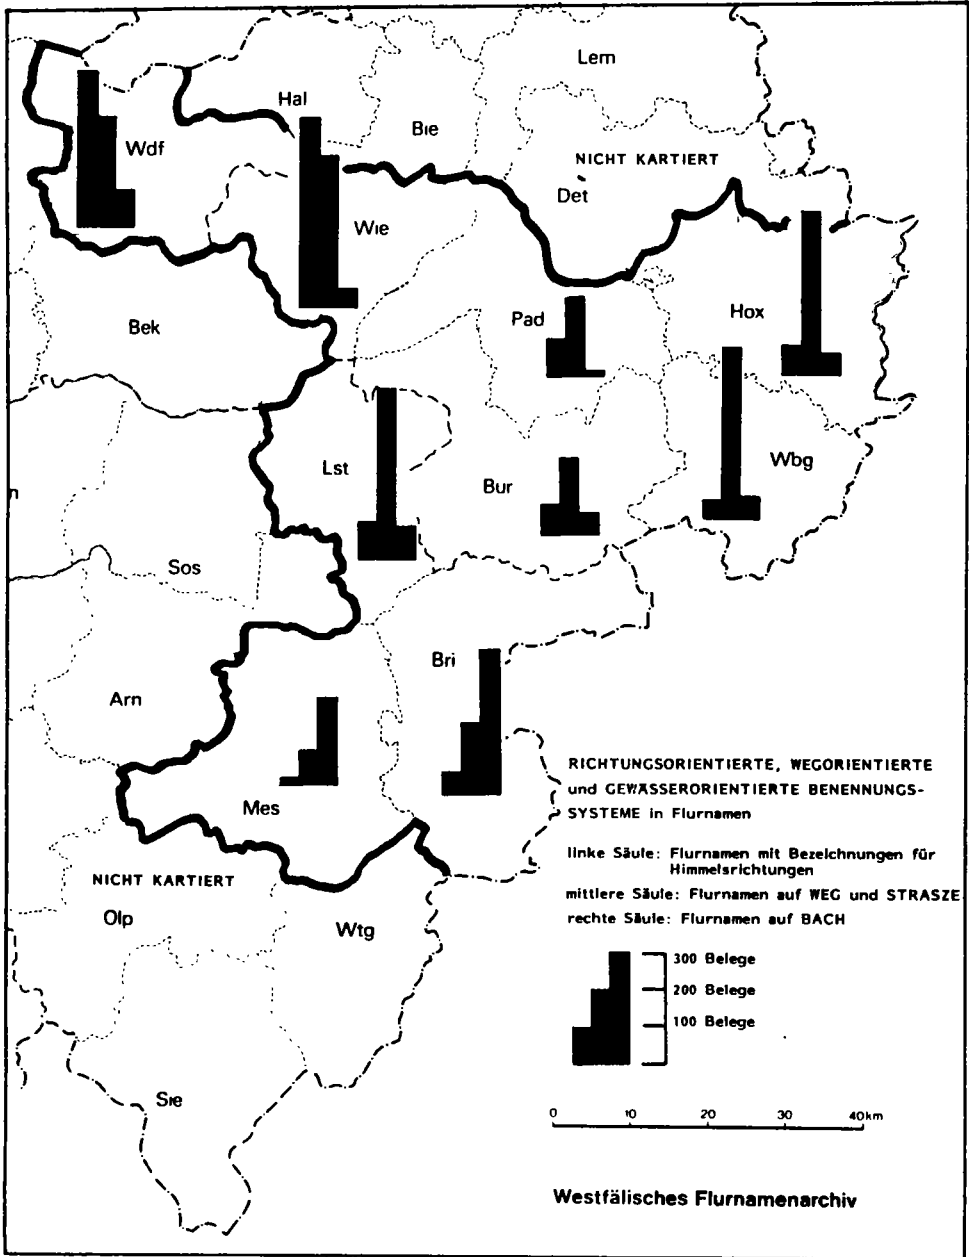 Lem
Hal
Bie
Wdf
NICHT KARTIERT
Det
Wie
Bek
Pad
Hox
Lst
Bur
Wbg
n
Sos
Bri
Arn
Mes
RICHTUNGSORIENTIERTE, WEGORIENTIERTE
und GEWÄSSERORIENTIERTE BENENNUNGS-
SYSTEME in Flurnamen
linke Säule: Flurnamen mit Bezeichnungen für
Himmelsrichtungen
mittlere Säule: Flurnamen auf WEG und STRASZE
rechte Säule: Flurnamen auf BACH
NICHT KARTIERT
Olp
Wtg
300 Belege
200 Belege
100 Belege
Sie
0 10 20 30 40km
Westfälisches Flurnamenarchiv